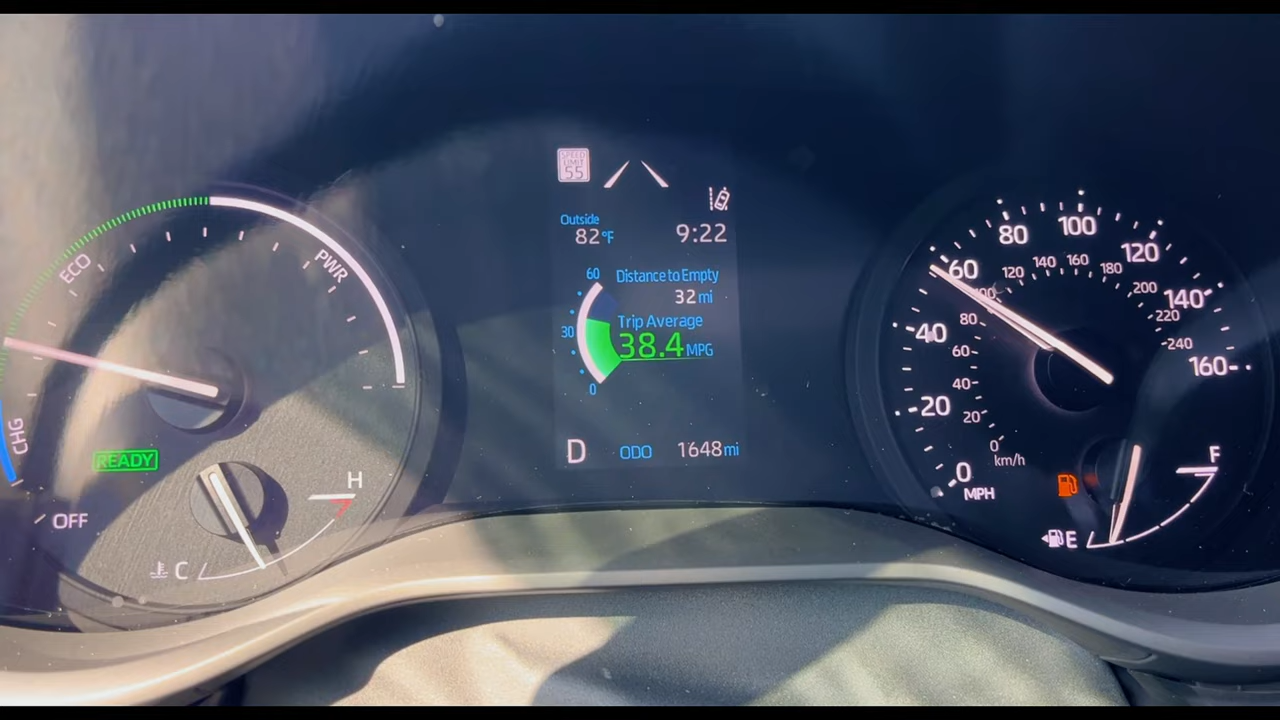 SPEED
LIMIT
55
Outside
82°F
9:22
60
30
0
Distance to Empty
32 mi
Trip Average
38.4 MPG
D
ODO
1648 mi
ECO
PWR
CHG
READY
OFF
H
C
0
20
40
60
80
100
120
140
160
MPH
0
20
40
60
80
100
120
140
160
180
200
220
240
km/h
F
E